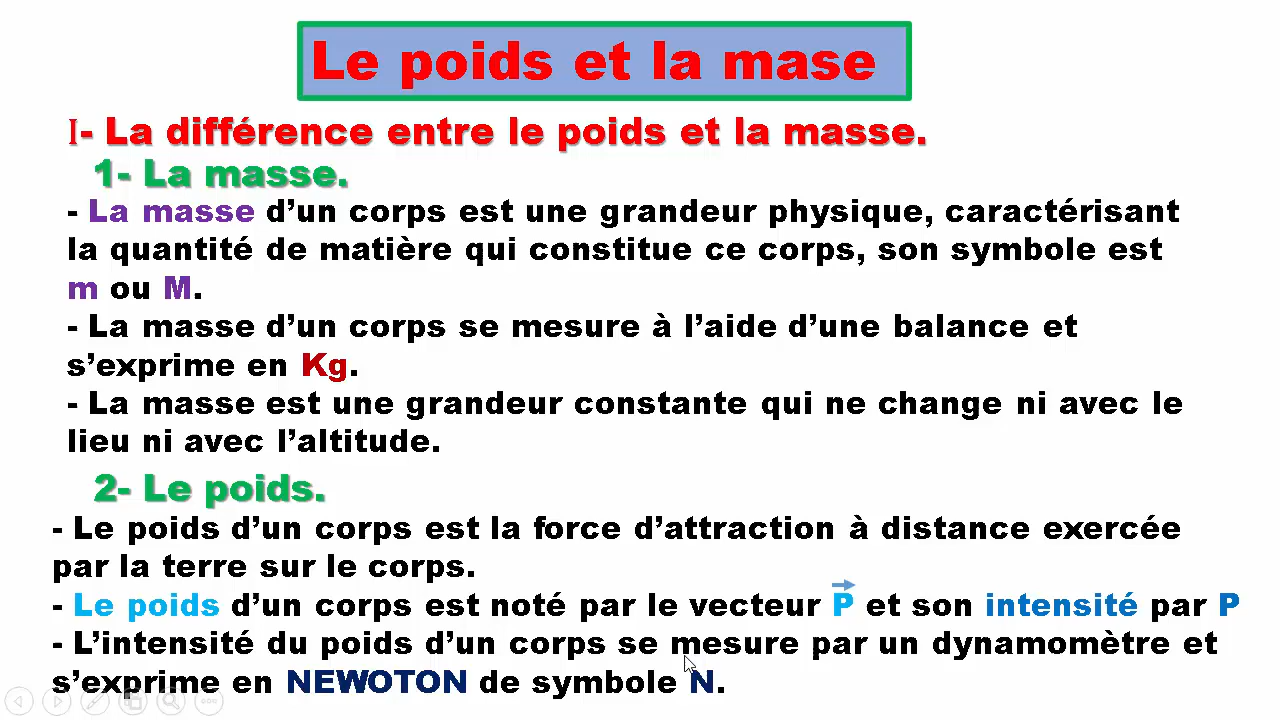 Le poids et la mase
I- La différence entre le poids et la masse.
1- La masse.
- La masse d’un corps est une grandeur physique, caractérisant
la quantité de matière qui constitue ce corps, son symbole est
m ou M.
- La masse d’un corps se mesure à l’aide d’une balance et
s’exprime en Kg.
- La masse est une grandeur constante qui ne change ni avec le
lieu ni avec l’altitude.
2- Le poids.
- Le poids d’un corps est la force d’attraction à distance exercée
par la terre sur le corps.
- Le poids d’un corps est noté par le vecteur P⃗ et son intensité par P
- L’intensité du poids d’un corps se mesure par un dynamomètre et
s’exprime en NEWOTON de symbole N.